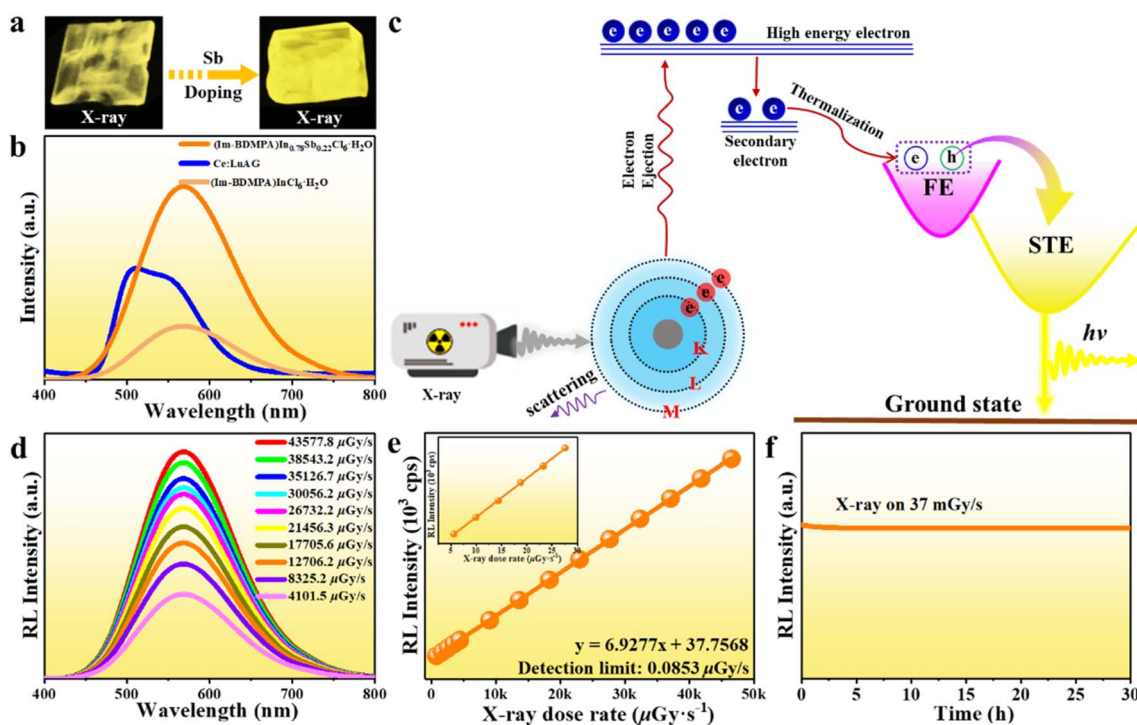 a
Sb
Doping
X-ray
X-ray
b
(Im-BDMPA)In0.78Sb0.22Cl6·H2O
Ce:LuAG
(Im-BDMPA)InCl6·H2O
Intensity (a.u.)
400 500 600 700 800
Wavelength (nm)
c
e e e e e
High energy electron
e e
Secondary
electron
Thermalization
Electron
Ejection
e h
FE
STE
hv
Ground state
X-ray
scattering
e
e
e
K
L
M
d
43577.8 μGy/s
38543.2 μGy/s
35126.7 μGy/s
30056.2 μGy/s
26732.2 μGy/s
21456.3 μGy/s
17705.6 μGy/s
12706.2 μGy/s
8325.2 μGy/s
4101.5 μGy/s
RL Intensity (a.u.)
400 500 600 700 800
Wavelength (nm)
e
RL Intensity (10³ cps)
RL Intensity (10³ cps)
5 10 15 20 25 30
X-ray dose rate (μGy·s⁻¹)
y = 6.9277x + 37.7568
Detection limit: 0.0853 μGy/s
0 10k 20k 30k 40k 50k
X-ray dose rate (μGy·s⁻¹)
f
X-ray on 37 mGy/s
RL Intensity (a.u.)
0 5 10 15 20 25 30
Time (h)